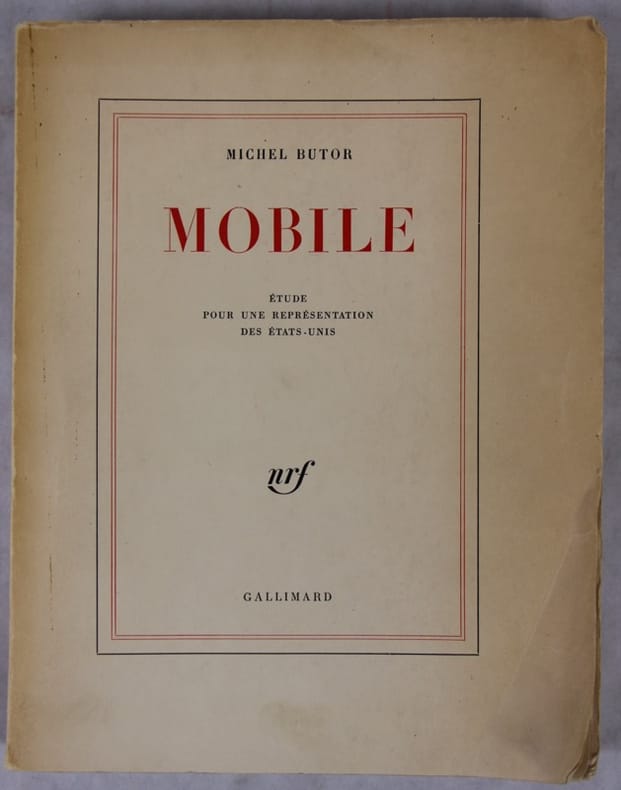 MICHEL BUTOR
MOBILE
ÉTUDE
POUR UNE REPRÉSENTATION
DES ÉTATS-UNIS
nrf
GALLIMARD